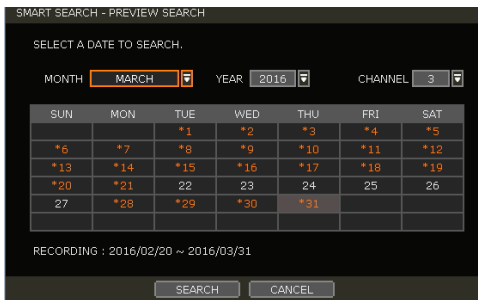 SMART SEARCH - PREVIEW SEARCH
SELECT A DATE TO SEARCH.
MONTH MARCH YEAR 2016 CHANNEL 3
SUN MON TUE WED THU FRI SAT
*1 *2 *3 *4 *5
*6 *7 *8 *9 *10 *11 *12
*13 *14 *15 *16 *17 *18 *19
*20 *21 22 23 24 25 26
27 *28 *29 *30 *31
RECORDING : 2016/02/20 ~ 2016/03/31
SEARCH CANCEL